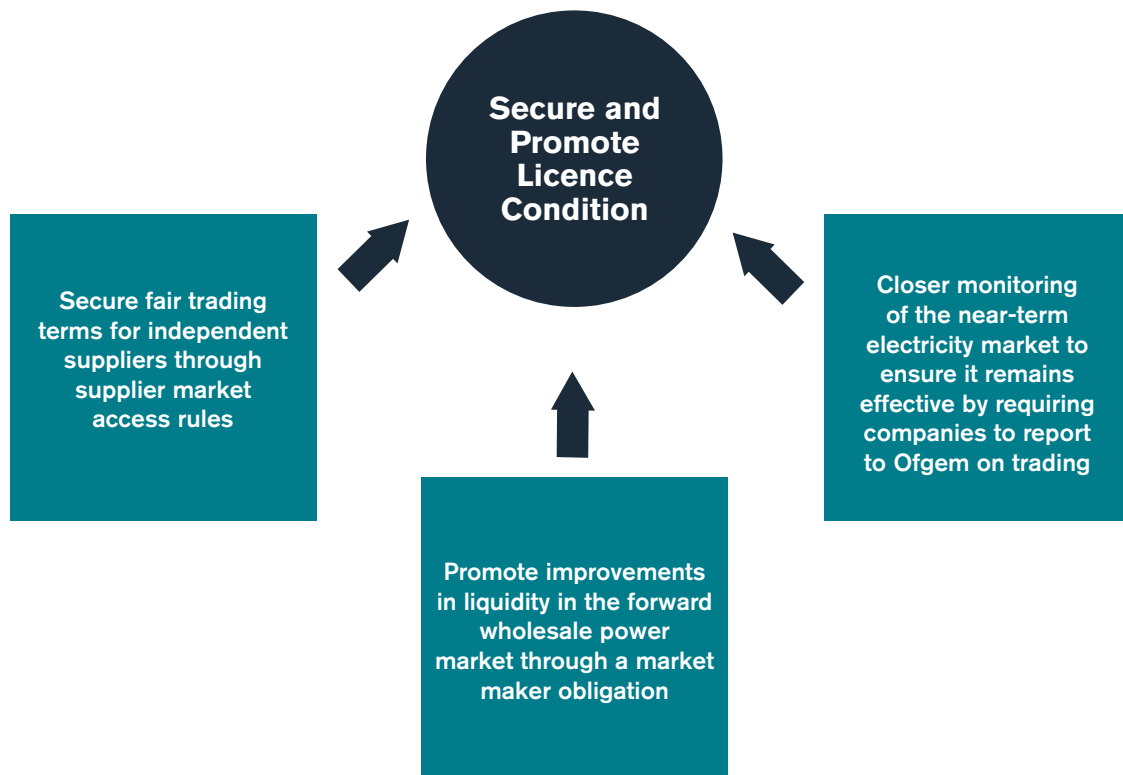 Secure and
Promote
Licence
Condition
Secure fair trading
terms for independent
suppliers through
supplier market
access rules
Promote improvements
in liquidity in the forward
wholesale power
market through a market
maker obligation
Closer monitoring
of the near-term
electricity market to
ensure it remains
effective by requiring
companies to report
to Ofgem on trading